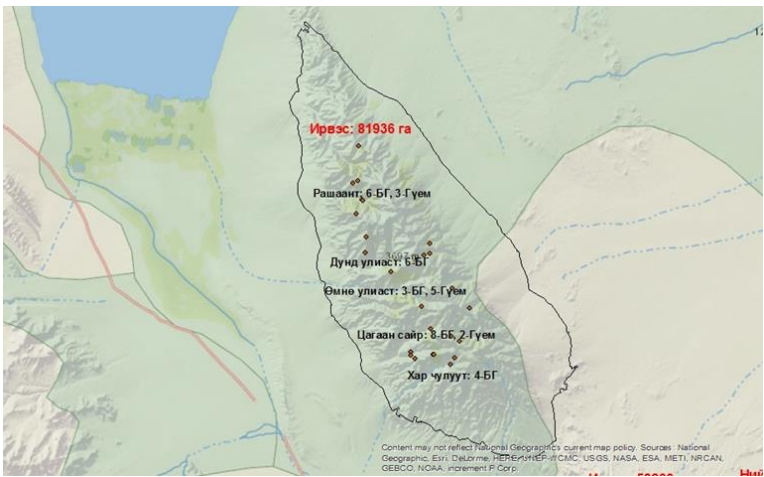 12
Ирвэс: 81936 га
Рашаант: 6-БГ, 3-Гүем
3697 m
Дунд улиаст: 6-БГ
Өмнө улиаст: 3-БГ, 5-Гүем
Цагаан сайр: 8-БГ, 2-Гүем
Хар чулуут: 4-БГ
Content may not reflect National Geographic's current map policy. Sources: National
Geographic, Esri, DeLorme, HERE, UNEP-WCMC, USGS, NASA, ESA, METI, NRCAN,
GEBCO, NOAA, increment P Corp.